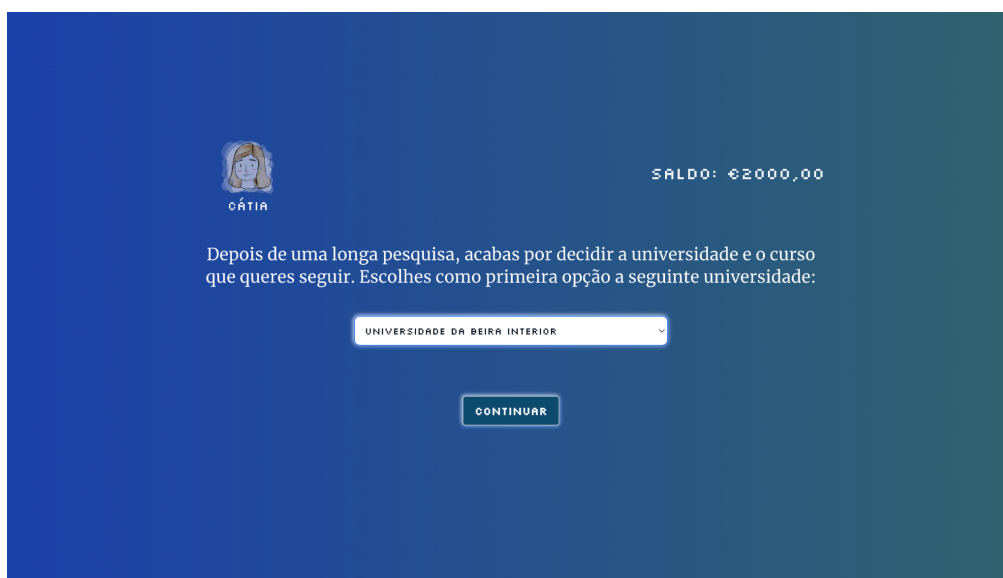 SALDO: €2000,00
CÁTIA
Depois de uma longa pesquisa, acabas por decidir a universidade e o curso
que queres seguir. Escolhes como primeira opção a seguinte universidade:
UNIVERSIDADE DA BEIRA INTERIOR
CONTINUAR